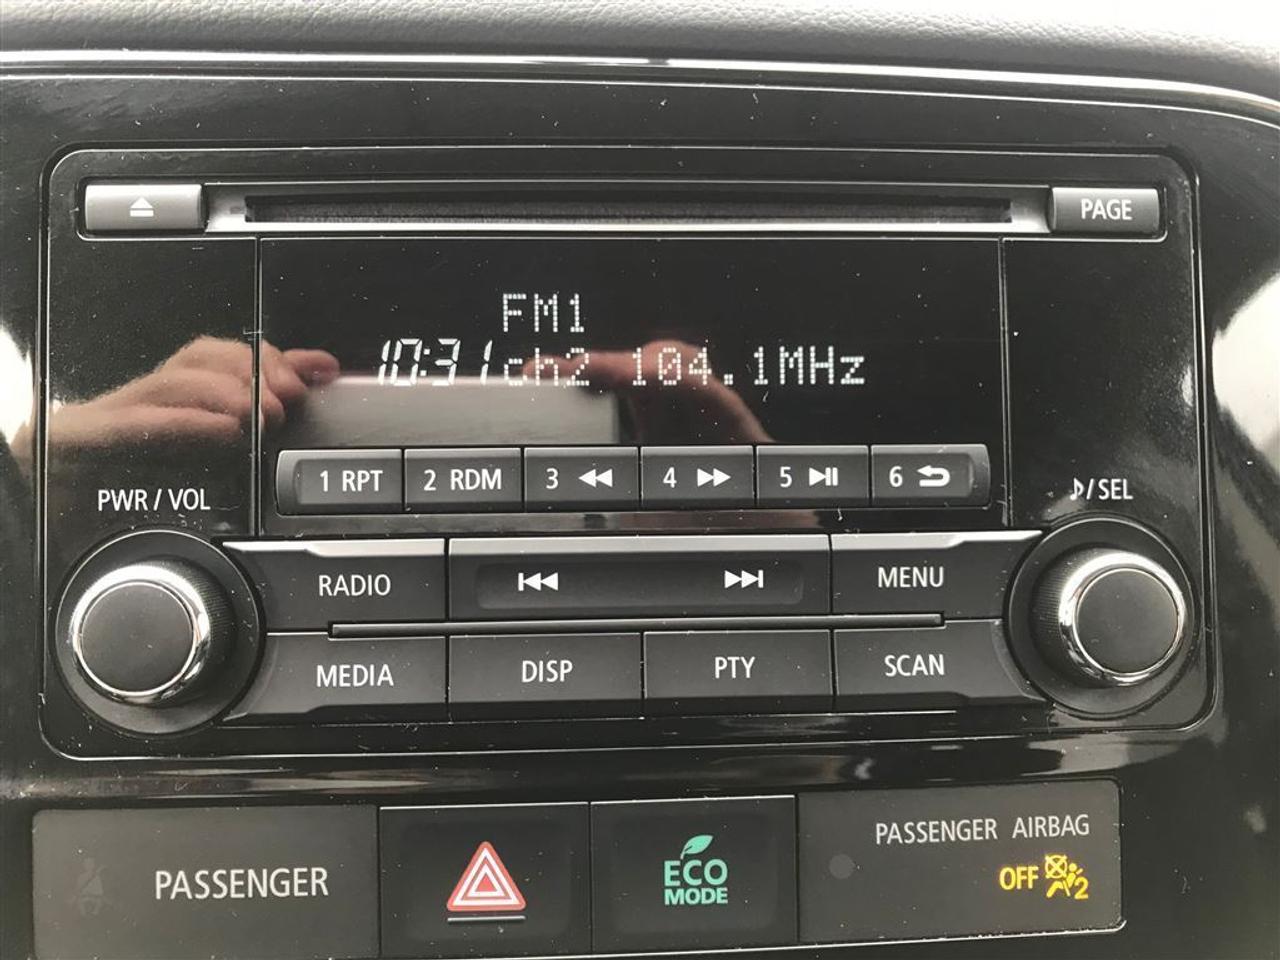 PAGE
FM1
10:31 ch2 104.1MHz
1 RPT 2 RDM 3 4 5 6
PWR / VOL
♪/SEL
RADIO
MENU
MEDIA DISP PTY SCAN
PASSENGER
ECO
MODE
PASSENGER AIRBAG
OFF 2